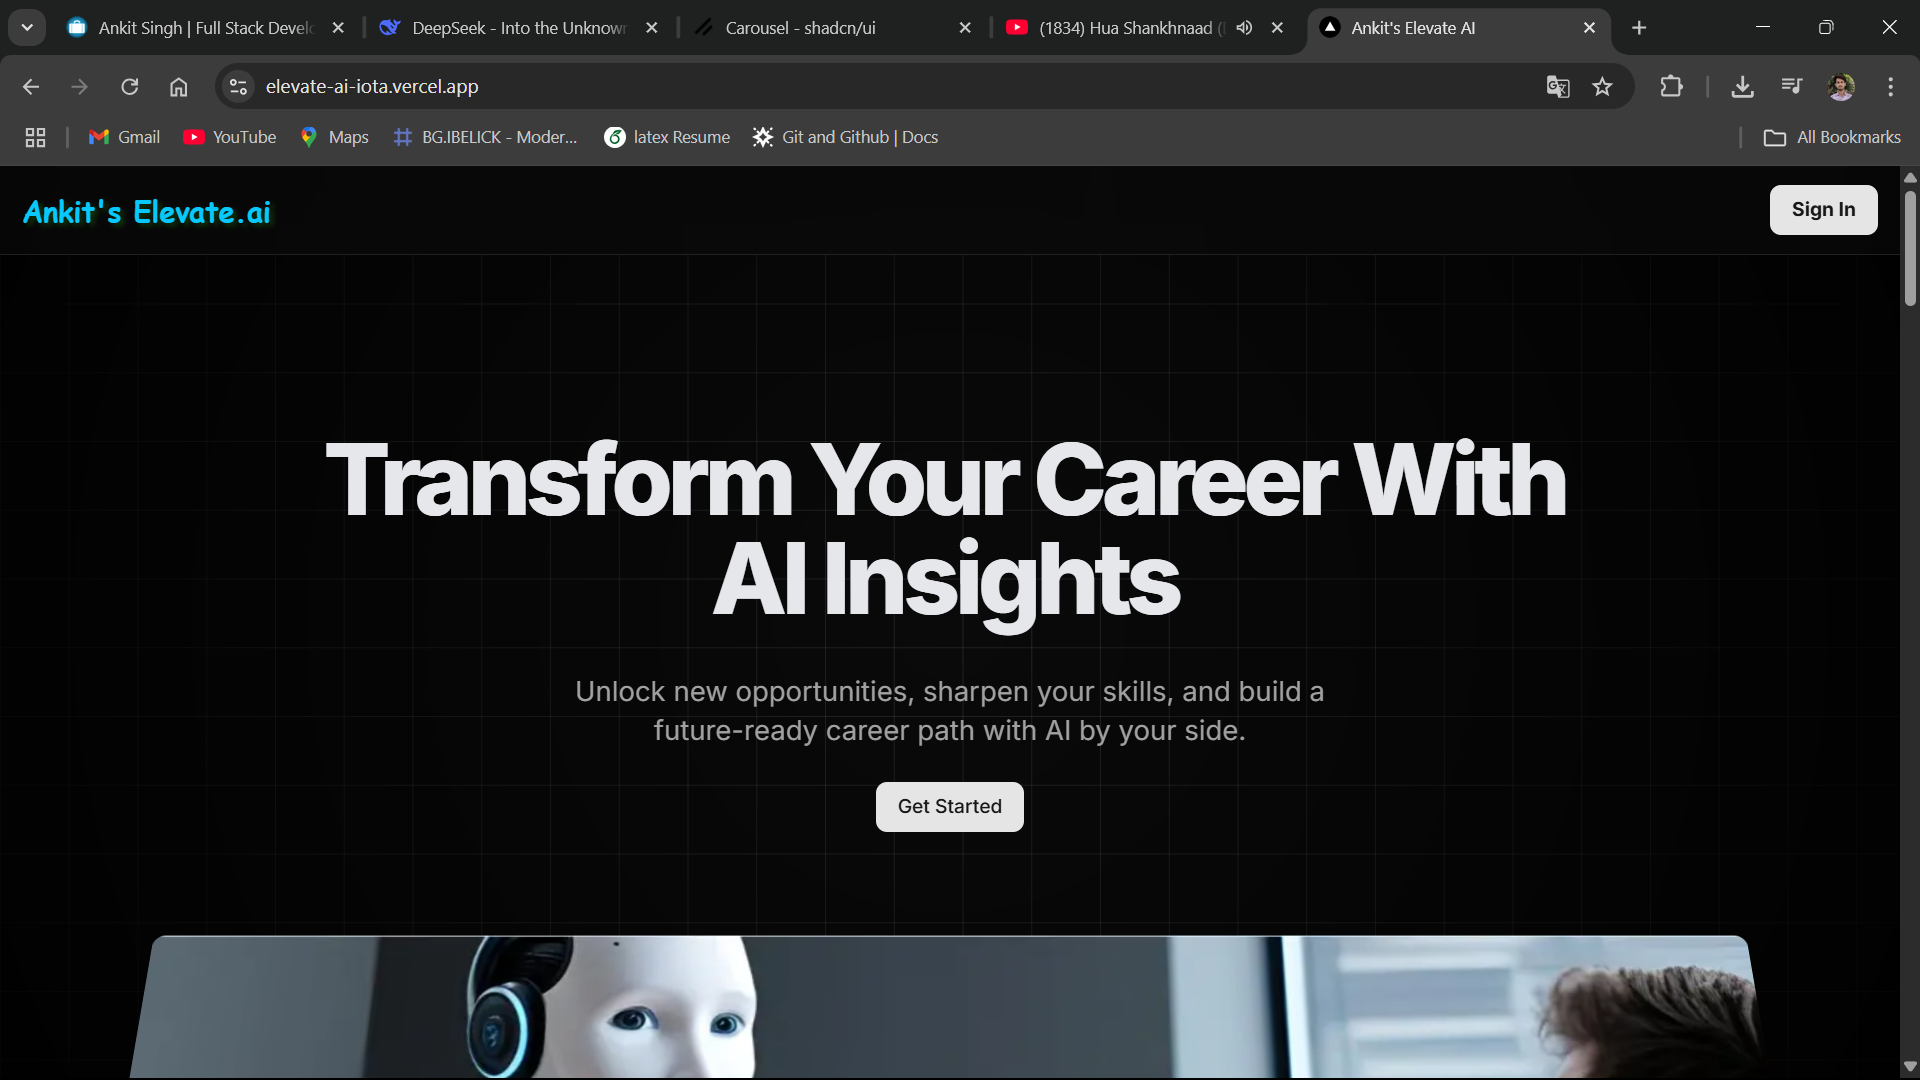 Ankit Singh | Full Stack Devel
DeepSeek - Into the Unknown
Carousel - shadcn/ui
(1834) Hua Shankhnaad (
Ankit's Elevate AI
elevate-ai-iota.vercel.app
Gmail
YouTube
Maps
BG.IBELICK - Moder...
latex Resume
Git and Github | Docs
All Bookmarks
Ankit's Elevate.ai
Sign In
Transform Your Career With
AI Insights
Unlock new opportunities, sharpen your skills, and build a
future-ready career path with AI by your side.
Get Started